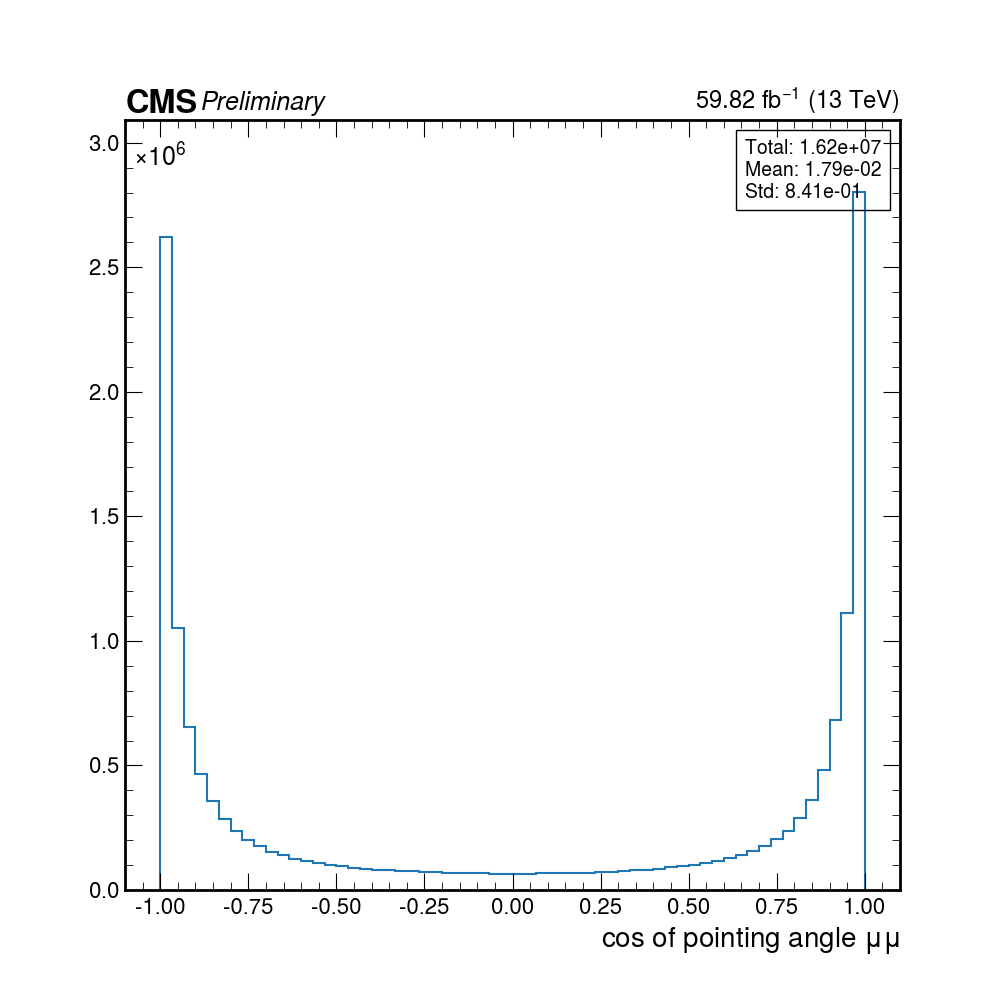 CMS Preliminary 59.82 fb⁻¹ (13 TeV)
×10⁶
Total: 1.62e+07
Mean: 1.79e-02
Std: 8.41e-01
3.0
2.5
2.0
1.5
1.0
0.5
0.0
-1.00 -0.75 -0.50 -0.25 0.00 0.25 0.50 0.75 1.00
cos of pointing angle μμ